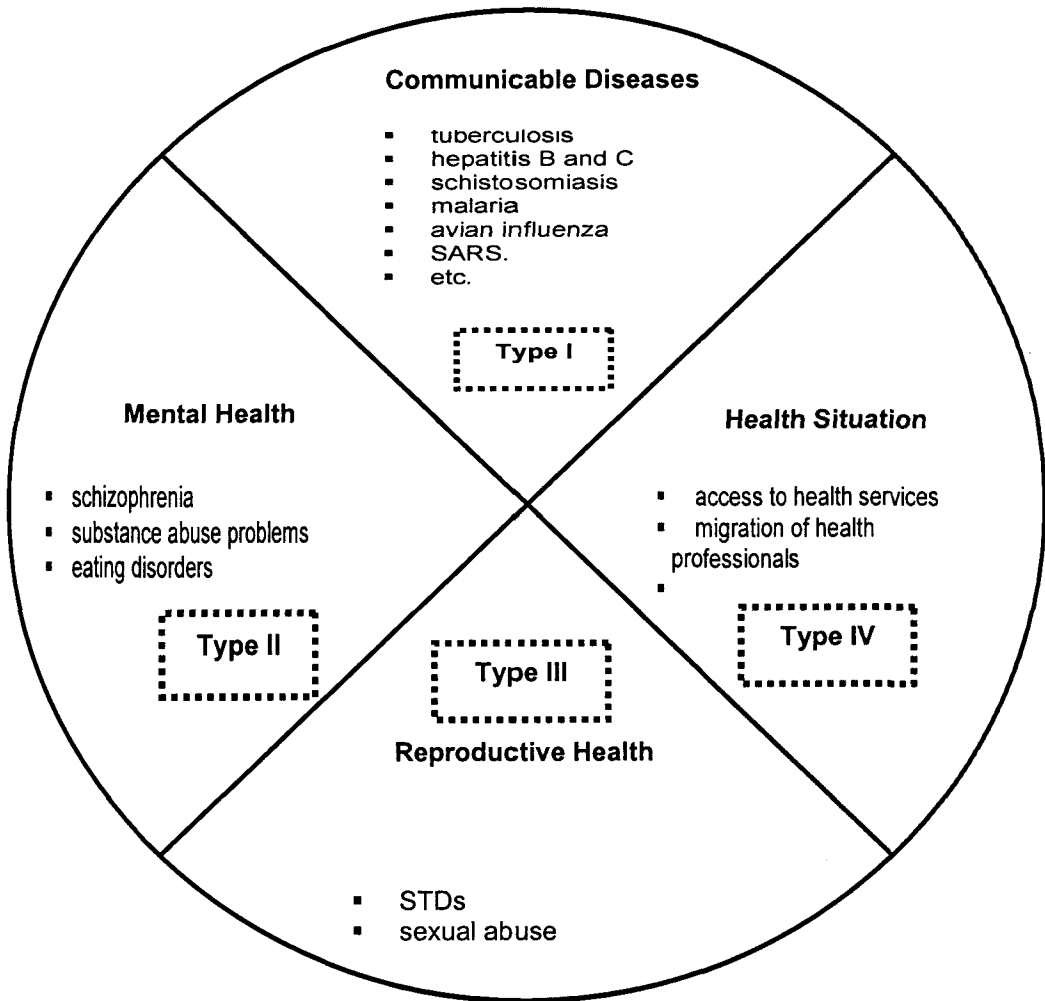 Communicable Diseases
▪ tuberculosis
▪ hepatitis B and C
▪ schistosomiasis
▪ malaria
▪ avian influenza
▪ SARS.
▪ etc.
Type I
Mental Health
▪ schizophrenia
▪ substance abuse problems
▪ eating disorders
Type II
Health Situation
▪ access to health services
▪ migration of health
professionals
▪
Type IV
Type III
Reproductive Health
▪ STDs
▪ sexual abuse